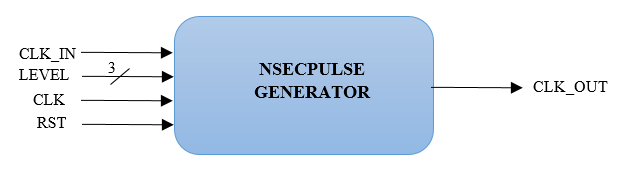 CLK_IN
LEVEL
3
CLK
RST
NSECPULSE
GENERATOR
CLK_OUT